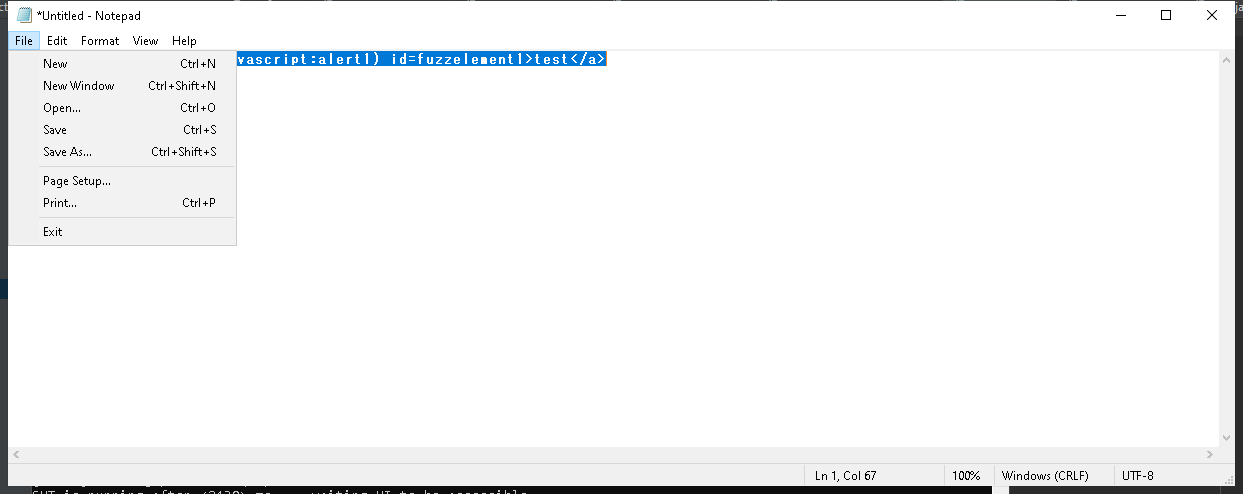 *Untitled - Notepad
File Edit Format View Help
vascript:alert1) id=fuzzelement1>test</a>
New Ctrl+N
New Window Ctrl+Shift+N
Open... Ctrl+O
Save Ctrl+S
Save As... Ctrl+Shift+S
Page Setup...
Print... Ctrl+P
Exit
Ln 1, Col 67 100% Windows (CRLF) UTF-8